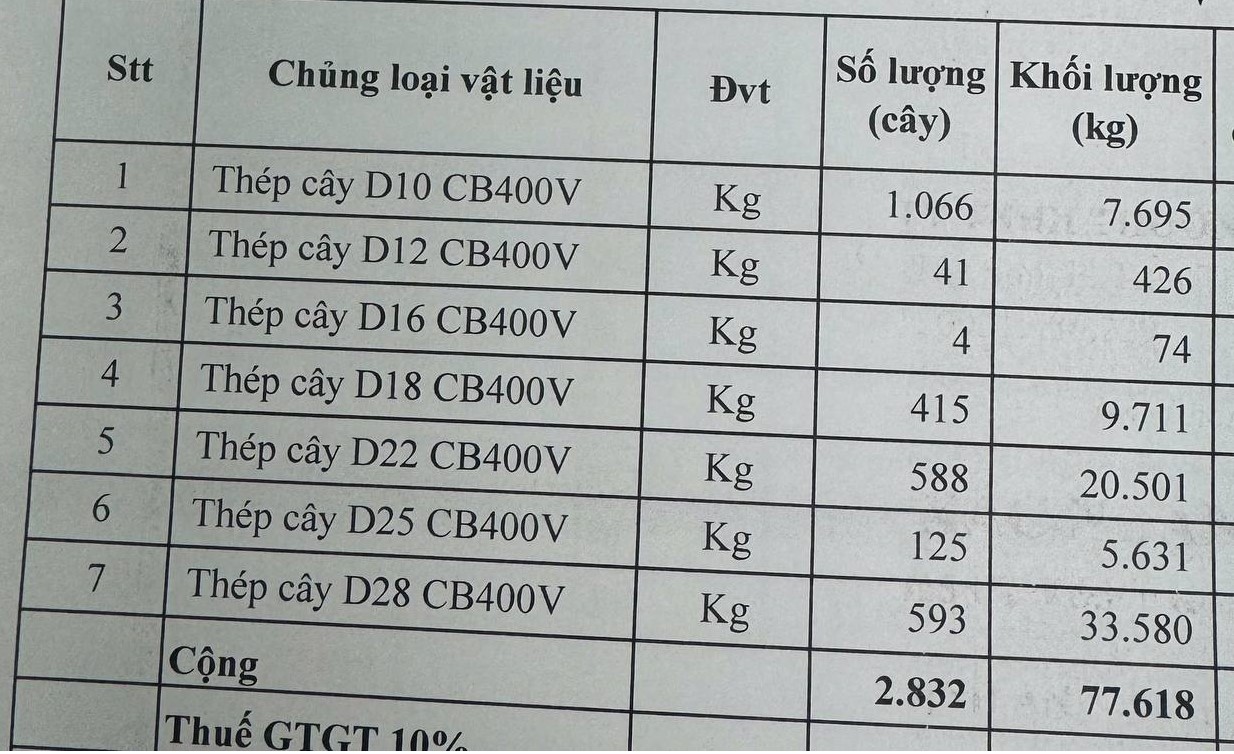 Stt Chủng loại vật liệu Đvt Số lượng (cây) Khối lượng (kg)
1 Thép cây D10 CB400V Kg 1.066 7.695
2 Thép cây D12 CB400V Kg 41 426
3 Thép cây D16 CB400V Kg 4 74
4 Thép cây D18 CB400V Kg 415 9.711
5 Thép cây D22 CB400V Kg 588 20.501
6 Thép cây D25 CB400V Kg 125 5.631
7 Thép cây D28 CB400V Kg 593 33.580
Cộng 2.832 77.618
Thuế GTGT 10%